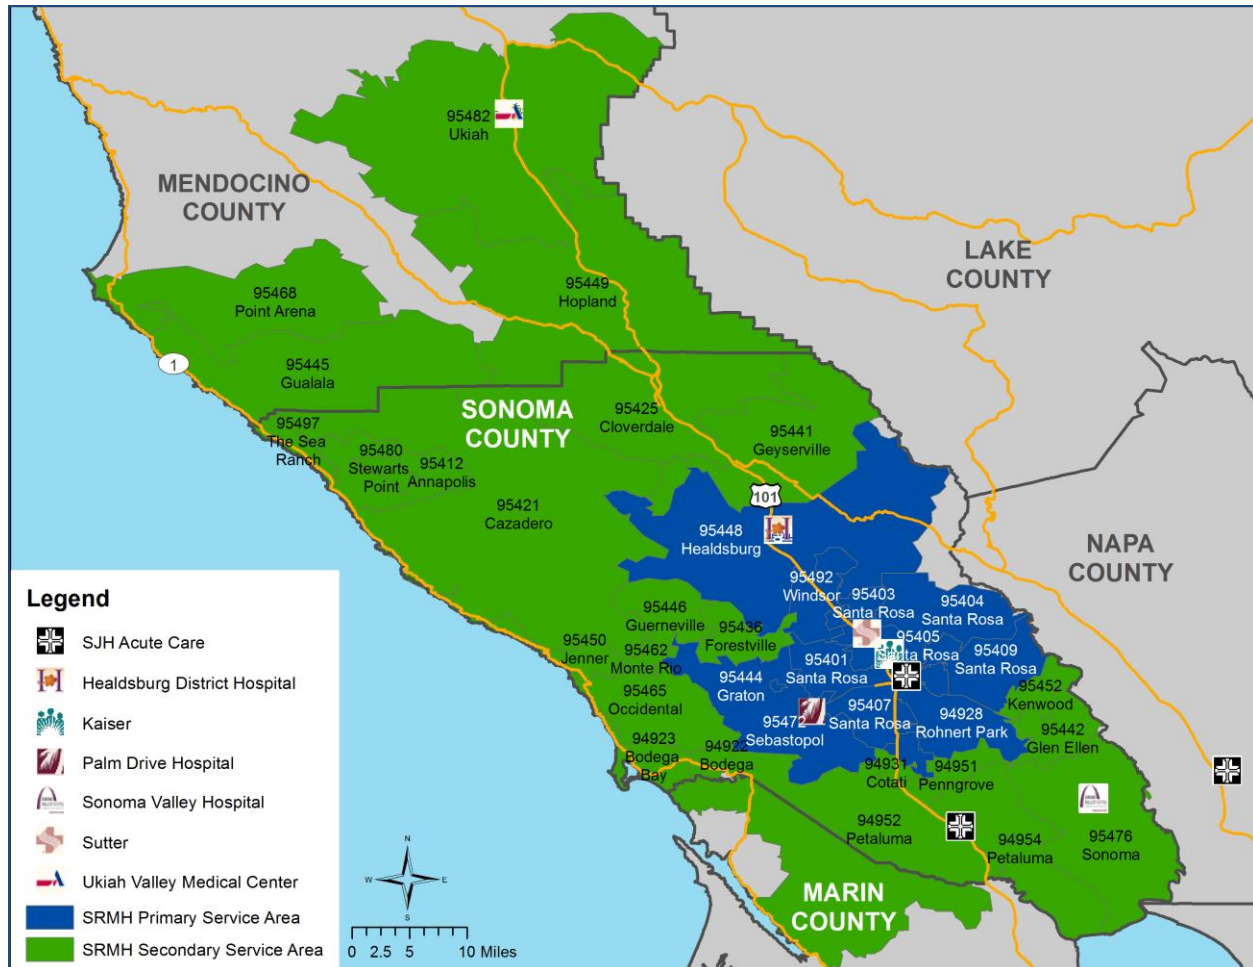 95482
Ukiah
MENDOCINO
COUNTY
LAKE
COUNTY
95449
Hopland
95468
Point Arena
1
95445
Gualala
SONOMA
COUNTY
95425
Cloverdale
95441
Geyserville
95497
The Sea
Ranch
95480
Stewarts
Point
95412
Annapolis
95421
Cazadero
101
95448
Healdsburg
NAPA
COUNTY
95492
Windsor
95403
Santa Rosa
95404
Santa Rosa
95446
Guerneville
95436
Forestville
95405
Santa Rosa
95409
Santa Rosa
95450
Jenner
95462
Monte Rio
95401
Santa Rosa
95444
Graton
95452
Kenwood
95465
Occidental
95407
Santa Rosa
94928
Rohnert Park
95472
Sebastopol
95442
Glen Ellen
94923
Bodega
Bay
94922
Bodega
94931
Cotati
94951
Penngrove
94952
Petaluma
94954
Petaluma
95476
Sonoma
MARIN
COUNTY
Legend
SJH Acute Care
Healdsburg District Hospital
Kaiser
Palm Drive Hospital
Sonoma Valley Hospital
Sutter
Ukiah Valley Medical Center
SRMH Primary Service Area
SRMH Secondary Service Area
N
W E
S
0 2.5 5 10 Miles